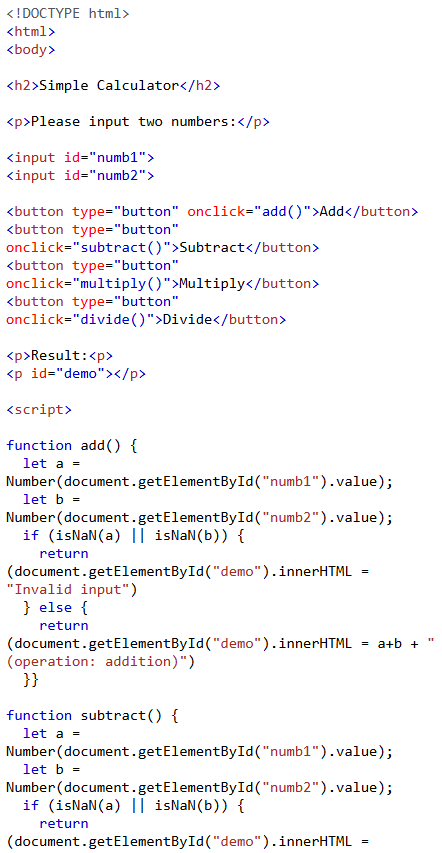 <!DOCTYPE html>
<html>
<body>

<h2>Simple Calculator</h2>

<p>Please input two numbers:</p>

<input id="numb1">
<input id="numb2">

<button type="button" onclick="add()">Add</button>
<button type="button"
onclick="subtract()">Subtract</button>
<button type="button"
onclick="multiply()">Multiply</button>
<button type="button"
onclick="divide()">Divide</button>

<p>Result:<p>
<p id="demo"></p>

<script>

function add() {
  let a =
Number(document.getElementById("numb1").value);
  let b =
Number(document.getElementById("numb2").value);
  if (isNaN(a) || isNaN(b)) {
    return
(document.getElementById("demo").innerHTML =
"Invalid input")
  } else {
    return
(document.getElementById("demo").innerHTML = a+b + "
(operation: addition)")
  }}

function subtract() {
  let a =
Number(document.getElementById("numb1").value);
  let b =
Number(document.getElementById("numb2").value);
  if (isNaN(a) || isNaN(b)) {
    return
(document.getElementById("demo").innerHTML =